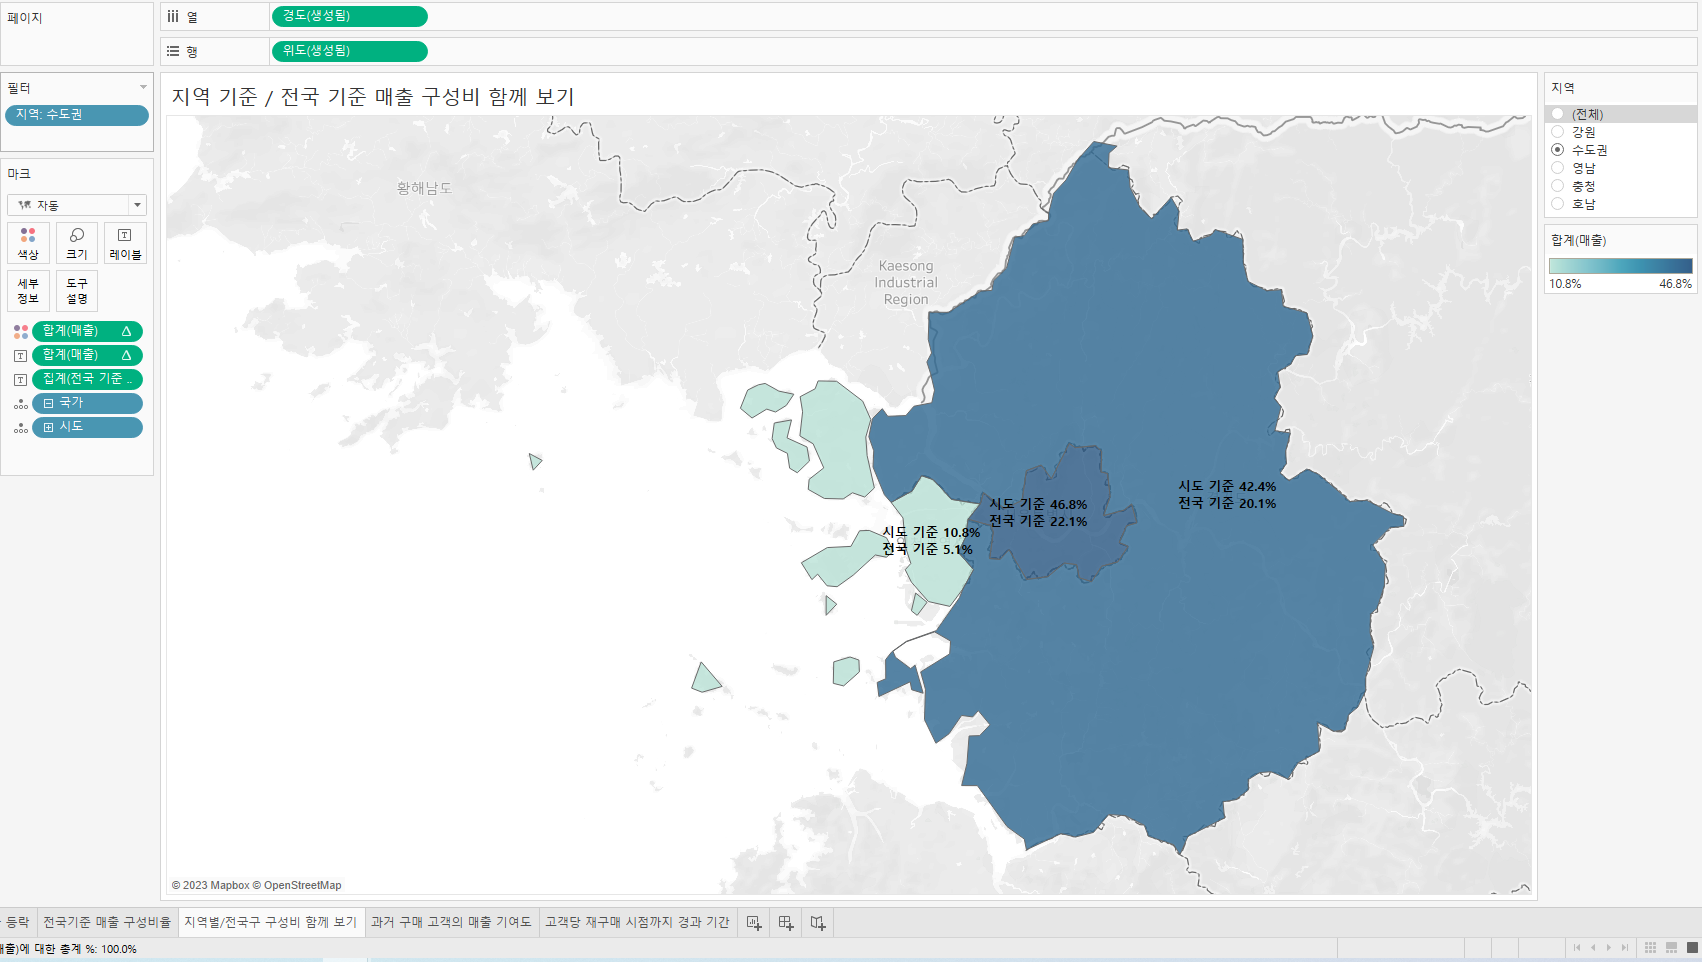 페이지
iii 열
경도(생성됨)
행
위도(생성됨)
필터
지역: 수도권
마크
자동
색상
크기
레이블
세부
정보
도구
설명
합계(매출) △
합계(매출) △
집계(전국 기준 ..
국가
시도
지역 기준 / 전국 기준 매출 구성비 함께 보기
황해남도
Kaesong
Industrial
Region
시도 기준 10.8%
전국 기준 5.1%
시도 기준 46.8%
전국 기준 22.1%
시도 기준 42.4%
전국 기준 20.1%
© 2023 Mapbox © OpenStreetMap
지역
(전체)
강원
수도권
영남
충청
호남
합계(매출)
10.8% 46.8%
등락
전국기준 매출 구성비율
지역별/전국구 구성비 함께 보기
과거 구매 고객의 매출 기여도
고객당 재구매 시점까지 경과 기간
매출)에 대한 총계 %: 100.0%